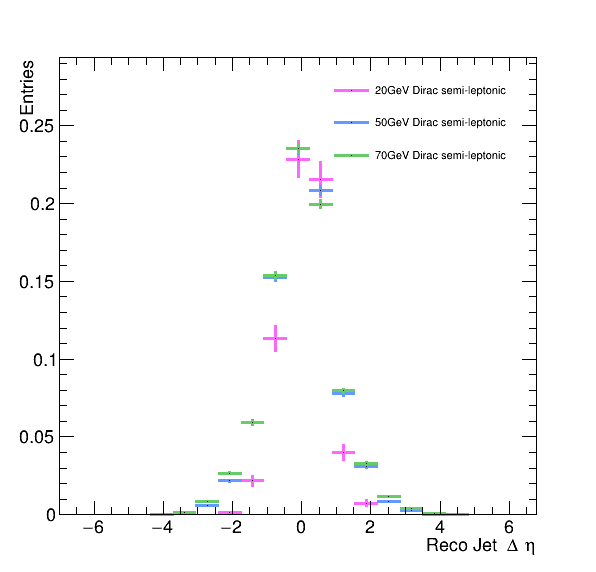 Entries
20GeV Dirac semi-leptonic
50GeV Dirac semi-leptonic
70GeV Dirac semi-leptonic
0.25
0.2
0.15
0.1
0.05
0
−6 −4 −2 0 2 4 6
Reco Jet Δ η